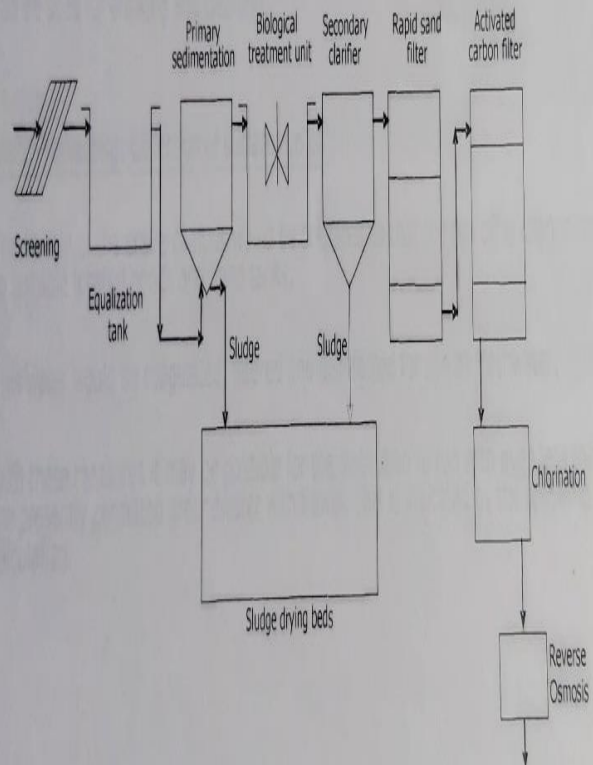 Primary
sedimentation
Biological
treatment unit
Secondary
clarifier
Rapid sand
filter
Activated
carbon filter
Screening
Equalization
tank
Sludge
Sludge
Chlorination
Sludge drying beds
Reverse
Osmosis